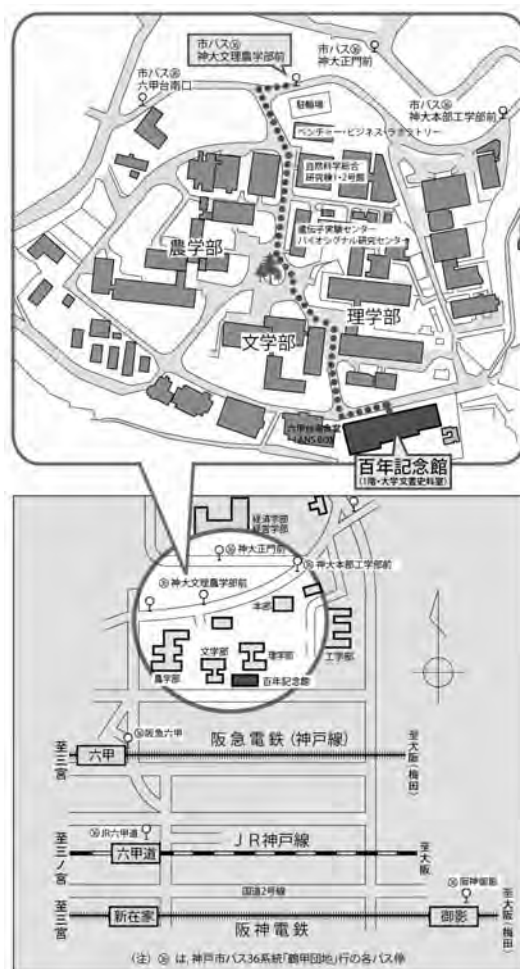 市バス㊱
神大文理農学部前
市バス㊱
神大正門前
市バス㊱
六甲台南口
市バス㊱
神大本部工学部前
駐輪場
ベンチャー・ビジネス・ラボラトリー
自然科学総合
研究棟1・2号館
遺伝子実験センター
バイオシグナル研究センター
農学部
理学部
文学部
六甲台南食堂
LANS BOX
百年記念館
(1階・大学文書史料室)
経済学部
経営学部
㊱神大正門前
㊱神大本部工学部前
㊱神大文理農学部前
本部
工学部
文学部
理学部
農学部
百年記念館
㊱阪急六甲
至三宮
六甲
阪急電鉄(神戸線)
至大阪(梅田)
㊱JR六甲道
至三ノ宮
六甲道
JR神戸線
至大阪
国道2号線
㊱阪神御影
至三宮
新在家
阪神電鉄
御影
至大阪(梅田)
(注) ㊱ は、神戸市バス36系統「鶴甲団地」行の各バス停